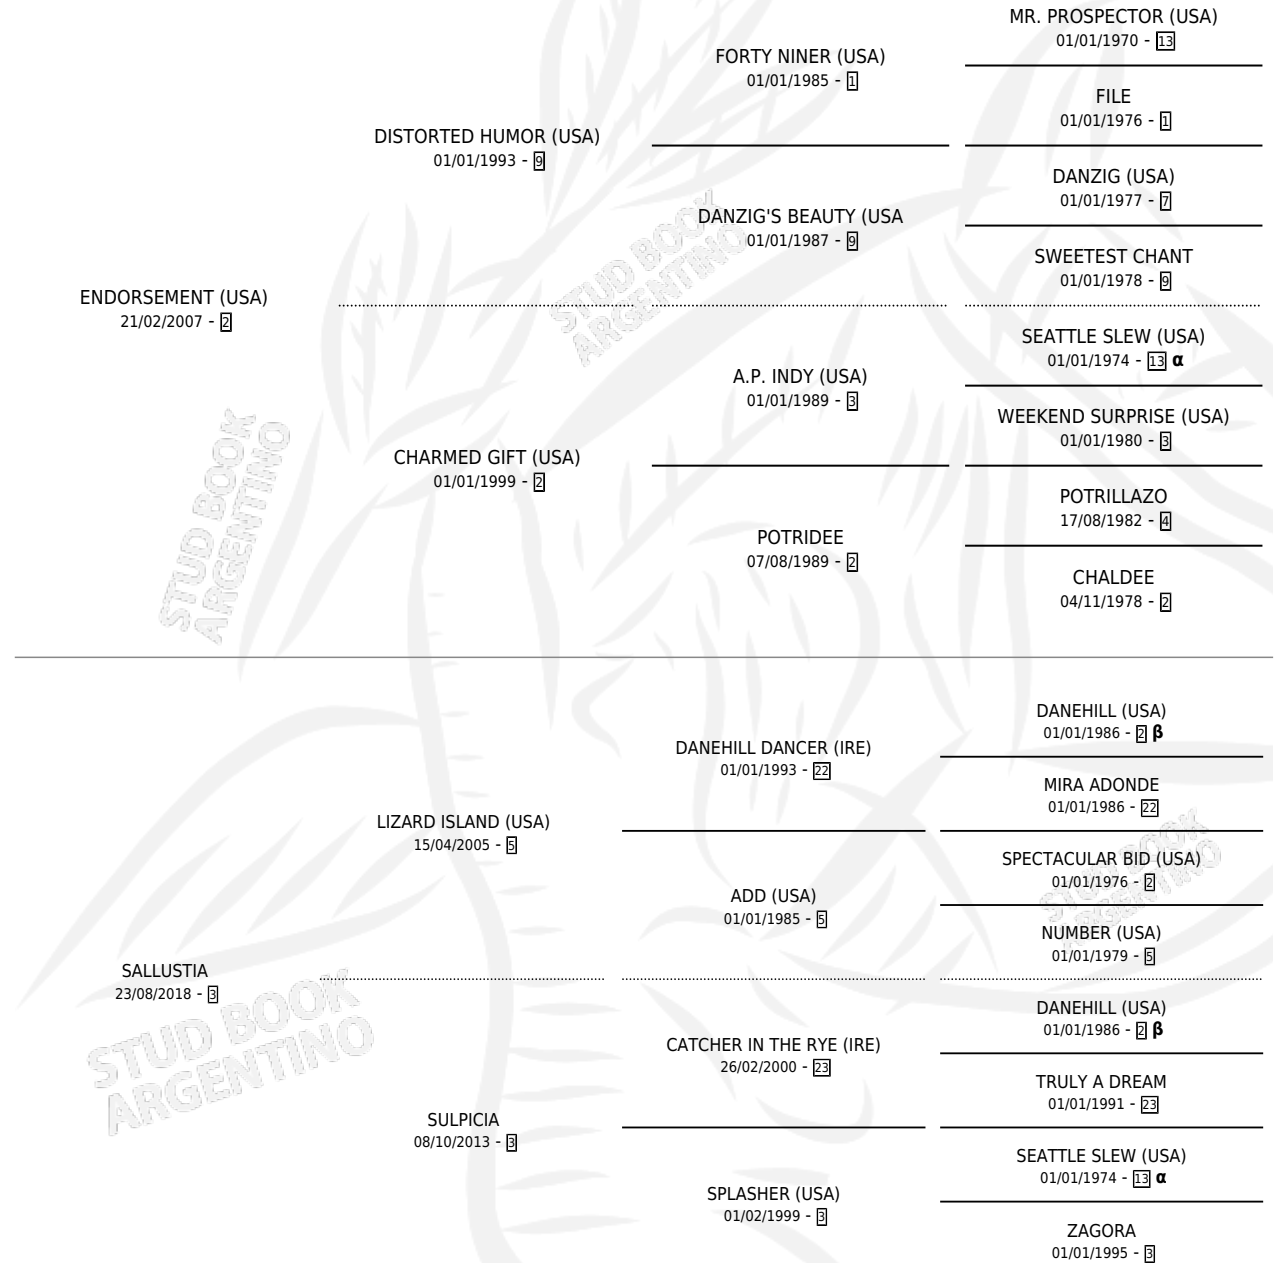 MR. PROSPECTOR (USA)
01/01/1970 - 13
FORTY NINER (USA)
01/01/1985 - 1
FILE
01/01/1976 - 1
DISTORTED HUMOR (USA)
01/01/1993 - 9
DANZIG (USA)
01/01/1977 - 7
DANZIG'S BEAUTY (USA
01/01/1987 - 9
SWEETEST CHANT
01/01/1978 - 9
ENDORSEMENT (USA)
21/02/2007 - 2
SEATTLE SLEW (USA)
01/01/1974 - 13 α
A.P. INDY (USA)
01/01/1989 - 3
WEEKEND SURPRISE (USA)
01/01/1980 - 3
CHARMED GIFT (USA)
01/01/1999 - 2
POTRILLAZO
17/08/1982 - 4
POTRIDEE
07/08/1989 - 2
CHALDEE
04/11/1978 - 2
DANEHILL (USA)
01/01/1986 - 2 β
DANEHILL DANCER (IRE)
01/01/1993 - 22
MIRA ADONDE
01/01/1986 - 22
LIZARD ISLAND (USA)
15/04/2005 - 5
SPECTACULAR BID (USA)
01/01/1976 - 2
ADD (USA)
01/01/1985 - 5
NUMBER (USA)
01/01/1979 - 5
SALLUSTIA
23/08/2018 - 3
DANEHILL (USA)
01/01/1986 - 2 β
CATCHER IN THE RYE (IRE)
26/02/2000 - 23
TRULY A DREAM
01/01/1991 - 23
SULPICIA
08/10/2013 - 3
SEATTLE SLEW (USA)
01/01/1974 - 13 α
SPLASHER (USA)
01/02/1999 - 3
ZAGORA
01/01/1995 - 3
STUD BOOK
ARGENTINO
STUD BOOK
ARGENTINO
STUD BOOK
ARGENTINO
STUD BOOK
ARGENTINO